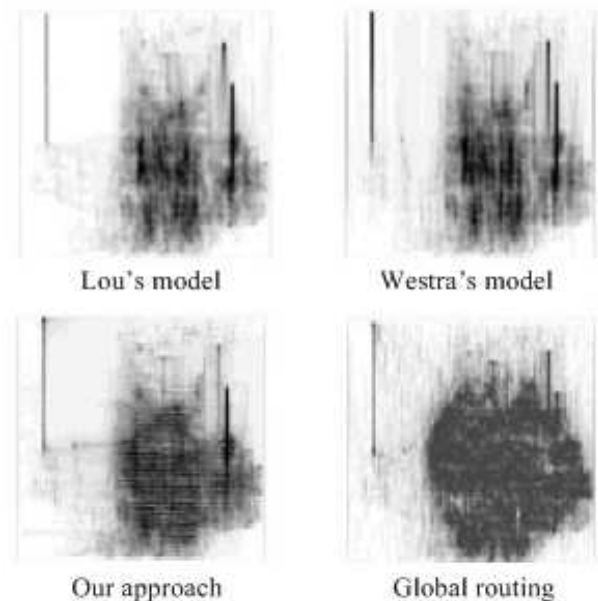 Lou's model
Westra's model
Our approach
Global routing